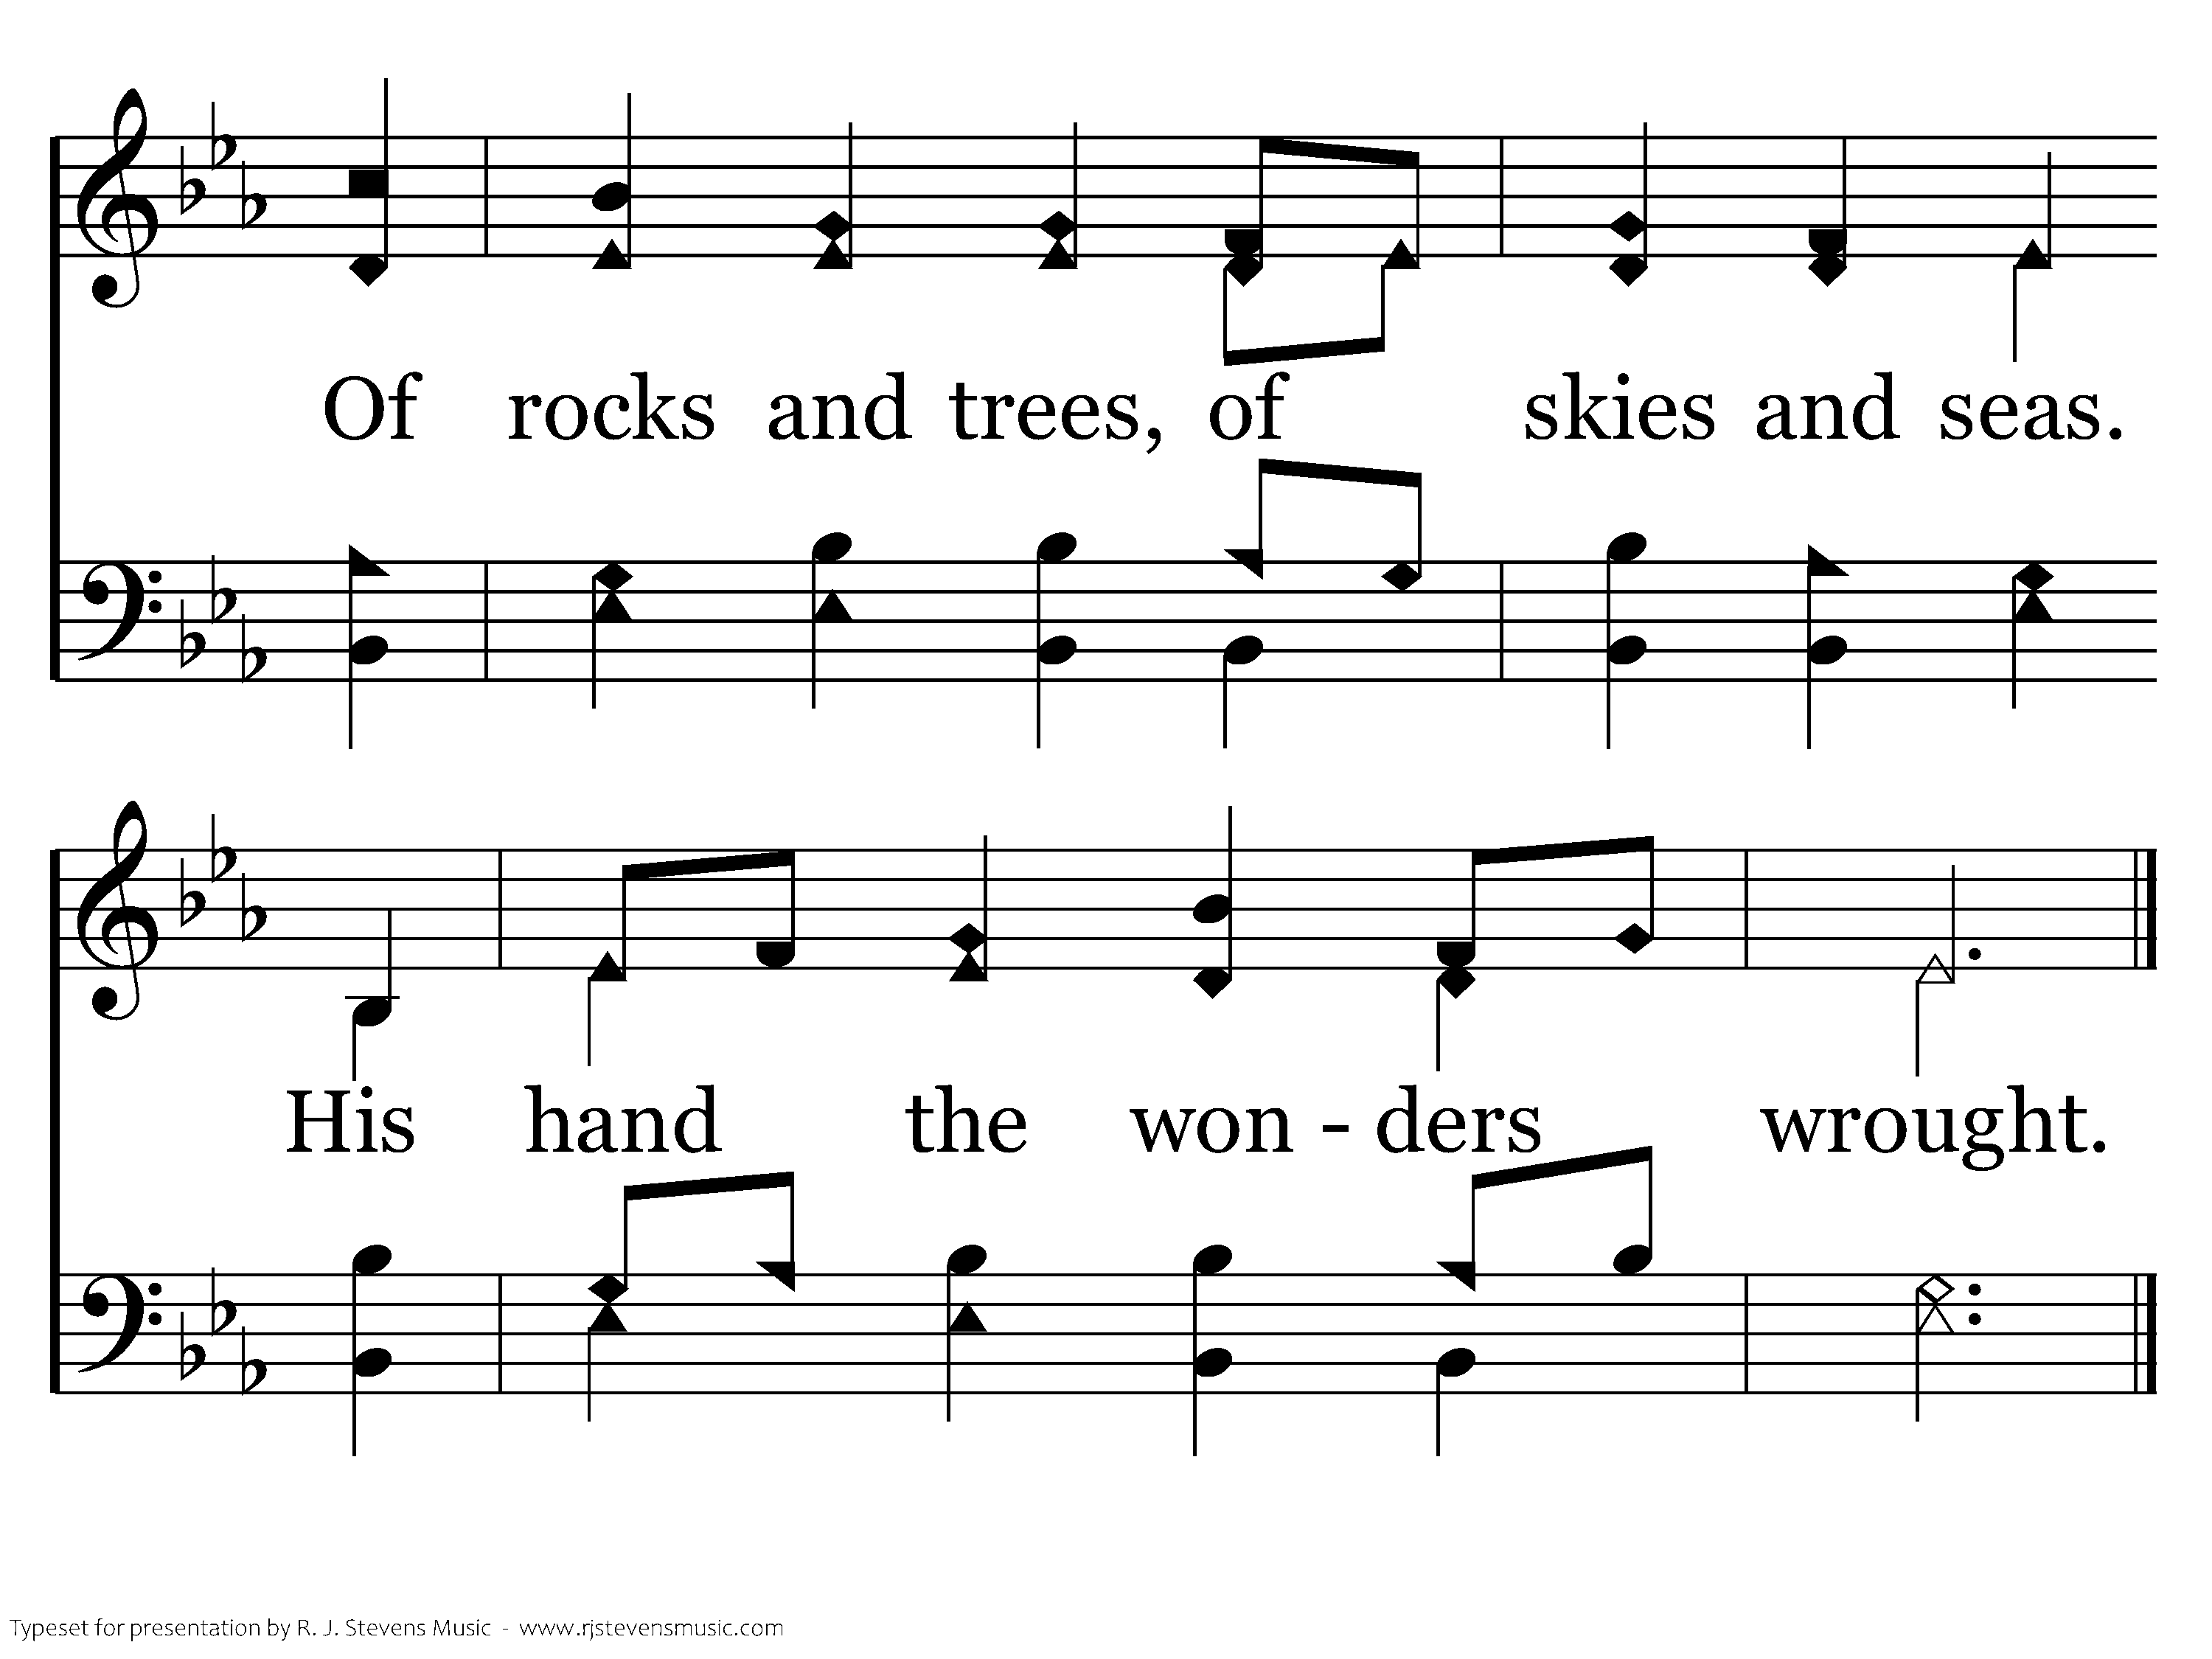 Of rocks and trees, of skies and seas.
His hand the won - ders wrought.
Typeset for presentation by R. J. Stevens Music - www.rjstevensmusic.com